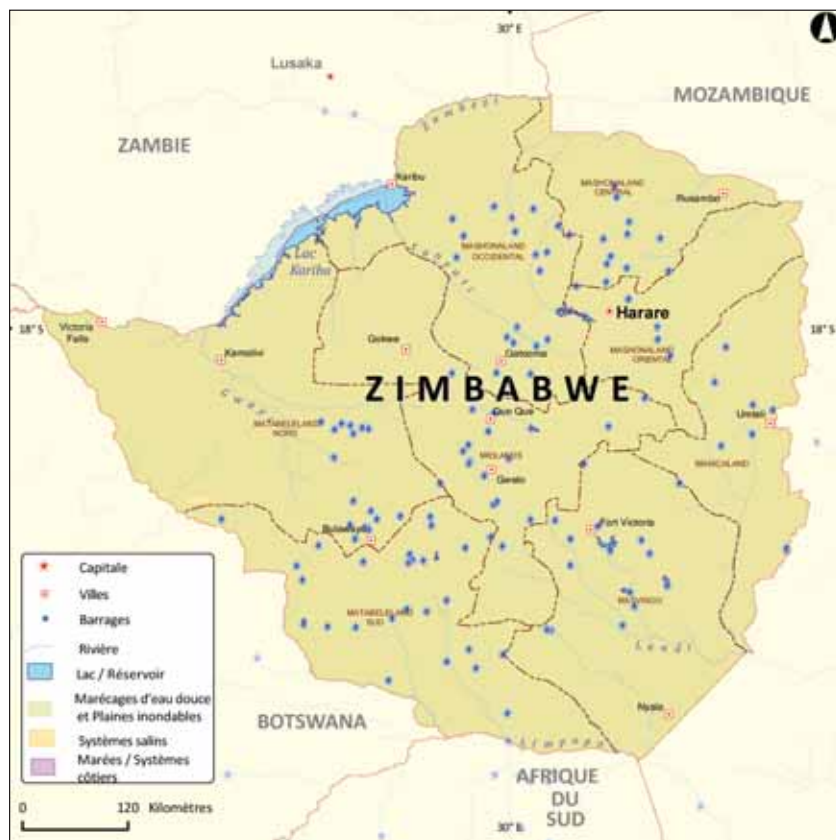 30° E
Lusaka
MOZAMBIQUE
ZAMBIE
Zambezi
Karibu
MASHONALAND
CENTRAL
Rusambo
Sanyati
MASHONALAND
OCCIDENTAL
Lac
Kariba
18° S
Victoria
Falls
Harare
18° S
Kamativi
Gokwe
Gatooma
MASHONALAND
ORIENTAL
ZIMBABWE
Que Que
Umtali
MATABELELAND
NORD
MIDLANDS
MANICALAND
Gwelo
Fort Victoria
Bulawayo
MASVINGO
MATABELELAND
SUD
Lundi
Nyala
Limpopo
BOTSWANA
AFRIQUE
DU
SUD
Capitale
Villes
Barrages
Rivière
Lac / Réservoir
Marécages d'eau douce
et Plaines inondables
Systèmes salins
Marées / Systèmes
côtiers
0 120 Kilomètres
30° E